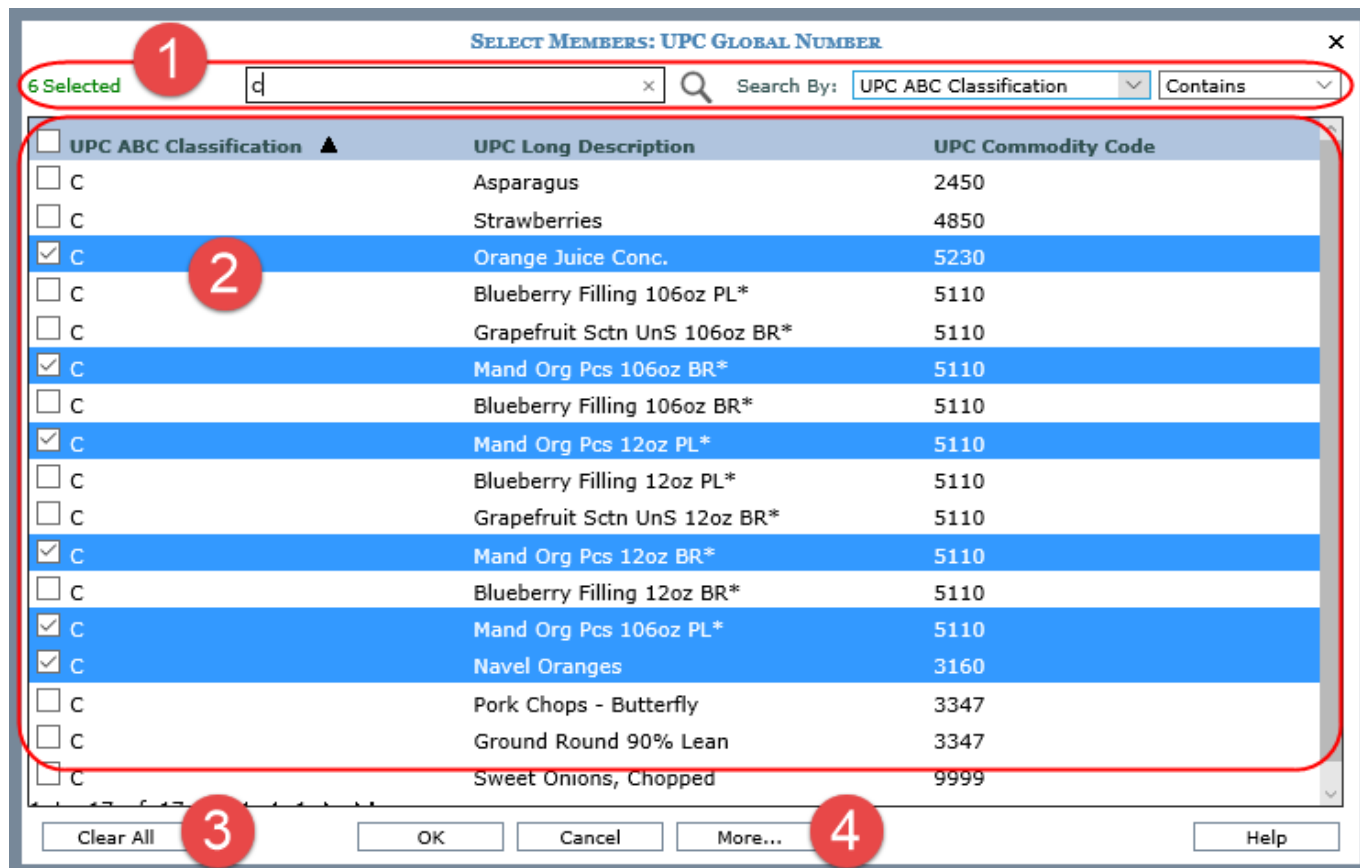 SELECT MEMBERS: UPC GLOBAL NUMBER ×
1
6 Selected c × Search By: UPC ABC Classification Contains
UPC ABC Classification ▲ UPC Long Description UPC Commodity Code
C Asparagus 2450
C Strawberries 4850
C Orange Juice Conc. 5230
2
C Blueberry Filling 106oz PL* 5110
C Grapefruit Sctn UnS 106oz BR* 5110
C Mand Org Pcs 106oz BR* 5110
C Blueberry Filling 106oz BR* 5110
C Mand Org Pcs 12oz PL* 5110
C Blueberry Filling 12oz PL* 5110
C Grapefruit Sctn UnS 12oz BR* 5110
C Mand Org Pcs 12oz BR* 5110
C Blueberry Filling 12oz BR* 5110
C Mand Org Pcs 106oz PL* 5110
C Navel Oranges 3160
C Pork Chops - Butterfly 3347
C Ground Round 90% Lean 3347
C Sweet Onions, Chopped 9999
Clear All 3 OK Cancel More... 4 Help